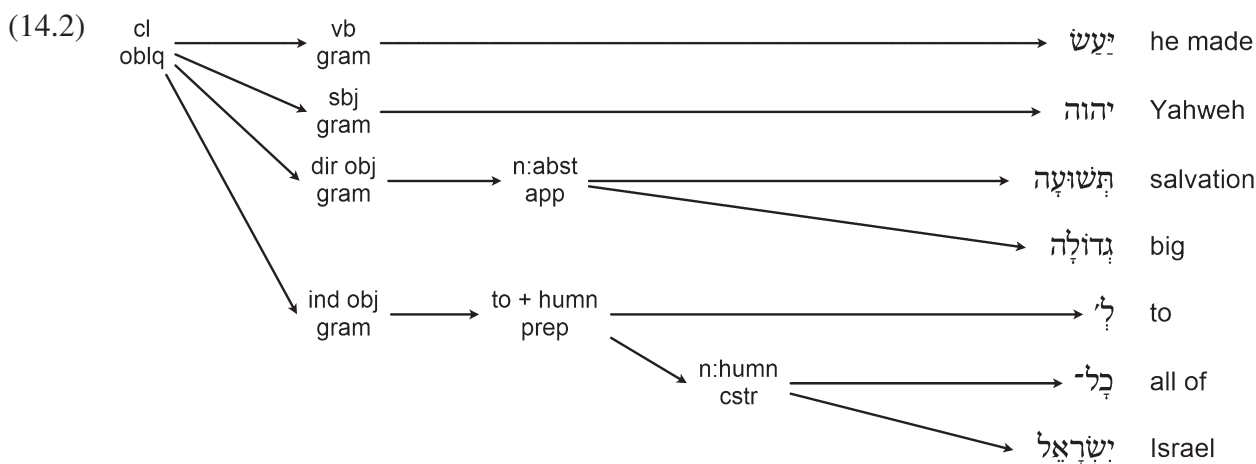 (14.2) cl vb יַּעַשׂ he made
oblq gram
sbj יהוה Yahweh
gram
dir obj n:abst תְּשׁוּעָה salvation
gram app
גְדוֹלָה big
ind obj to + humn לְ׳ to
gram prep
n:humn כָל־ all of
cstr
יִשְׂרָאֵל Israel